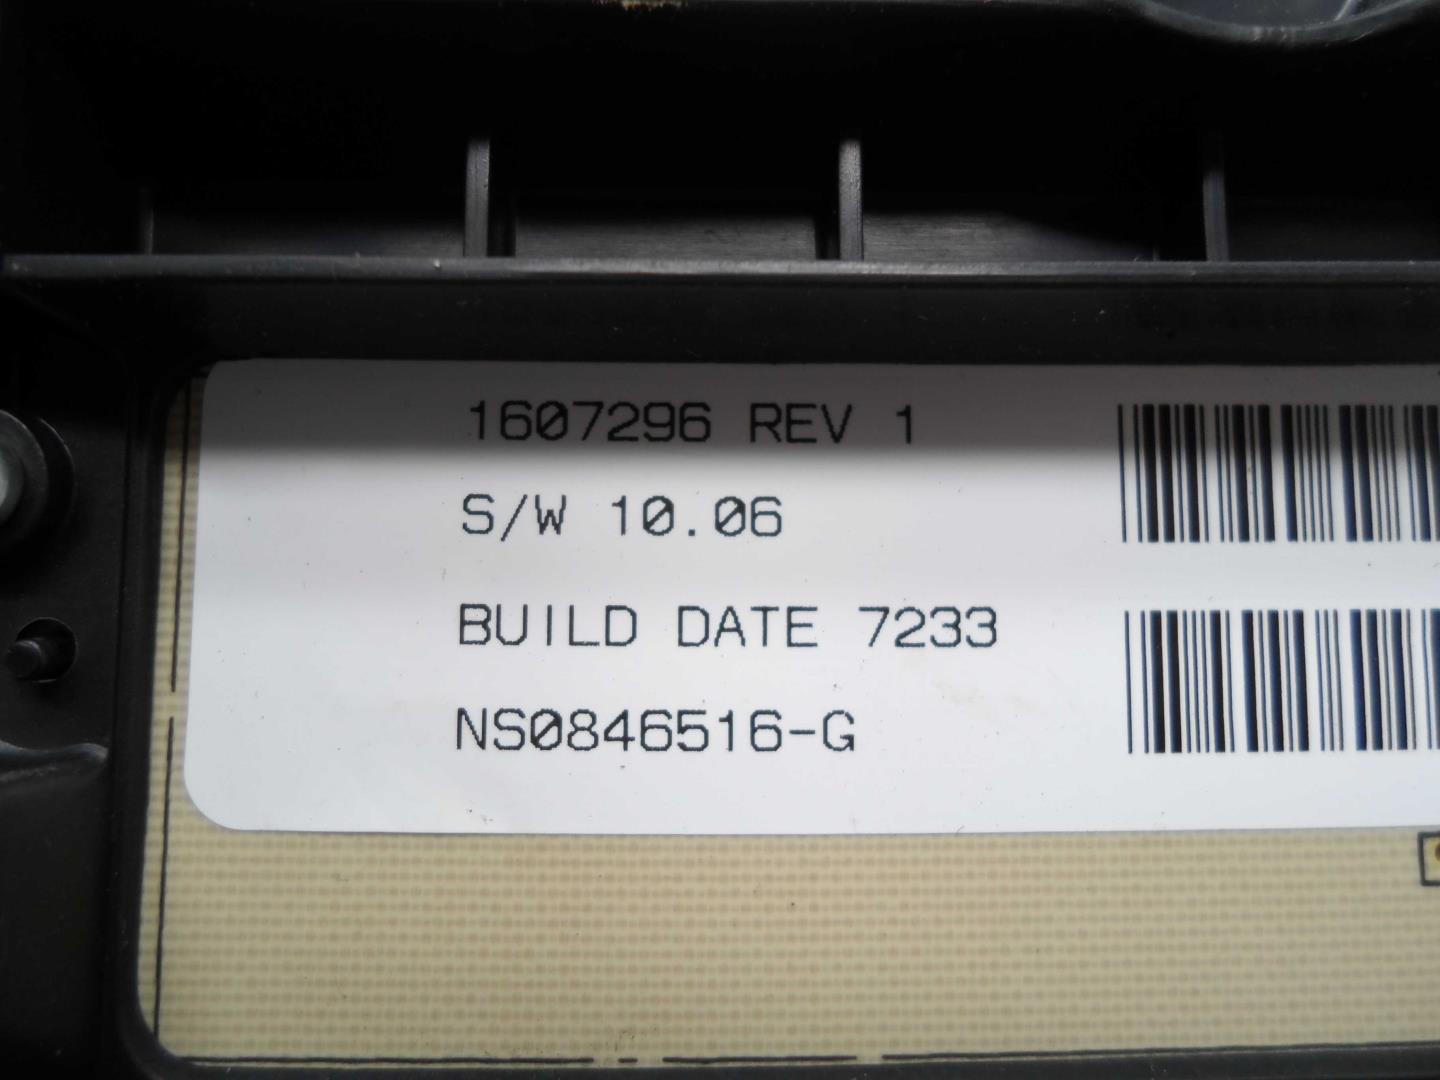 1607296 REV 1
S/W 10.06
BUILD DATE 7233
NS0846516-G